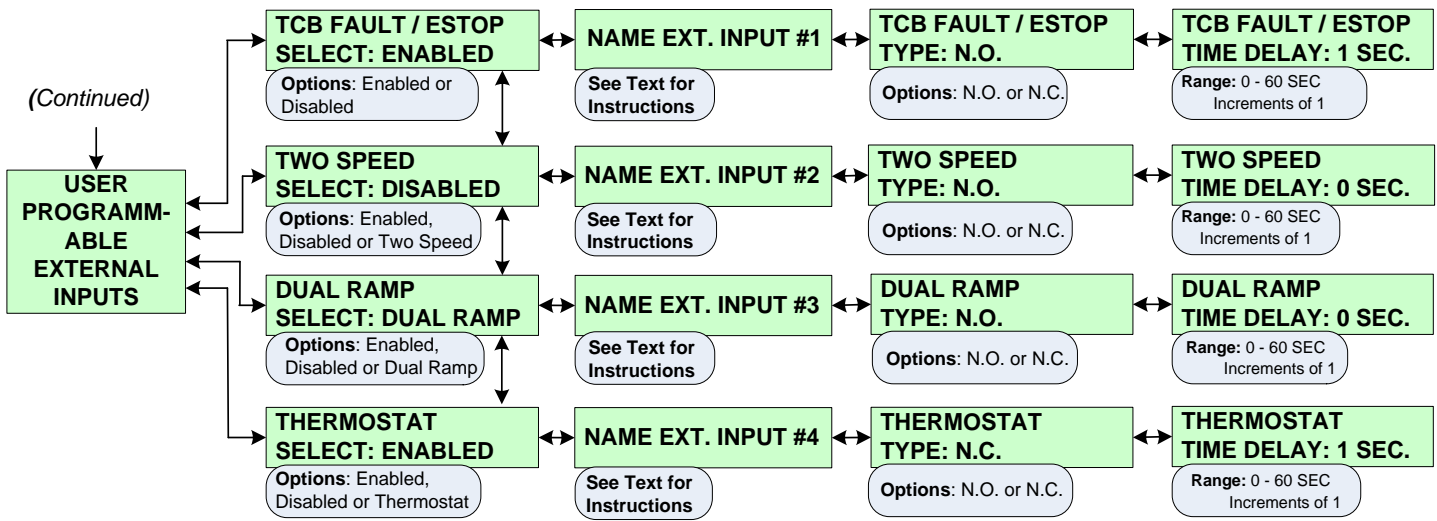 (Continued)
USER
PROGRAMM-
ABLE
EXTERNAL
INPUTS
TCB FAULT / ESTOP
SELECT: ENABLED
Options: Enabled or
Disabled
NAME EXT. INPUT #1
See Text for
Instructions
TCB FAULT / ESTOP
TYPE: N.O.
Options: N.O. or N.C.
TCB FAULT / ESTOP
TIME DELAY: 1 SEC.
Range: 0 - 60 SEC
Increments of 1
TWO SPEED
SELECT: DISABLED
Options: Enabled,
Disabled or Two Speed
NAME EXT. INPUT #2
See Text for
Instructions
TWO SPEED
TYPE: N.O.
Options: N.O. or N.C.
TWO SPEED
TIME DELAY: 0 SEC.
Range: 0 - 60 SEC
Increments of 1
DUAL RAMP
SELECT: DUAL RAMP
Options: Enabled,
Disabled or Dual Ramp
NAME EXT. INPUT #3
See Text for
Instructions
DUAL RAMP
TYPE: N.O.
Options: N.O. or N.C.
DUAL RAMP
TIME DELAY: 0 SEC.
Range: 0 - 60 SEC
Increments of 1
THERMOSTAT
SELECT: ENABLED
Options: Enabled,
Disabled or Thermostat
NAME EXT. INPUT #4
See Text for
Instructions
THERMOSTAT
TYPE: N.C.
Options: N.O. or N.C.
THERMOSTAT
TIME DELAY: 1 SEC.
Range: 0 - 60 SEC
Increments of 1